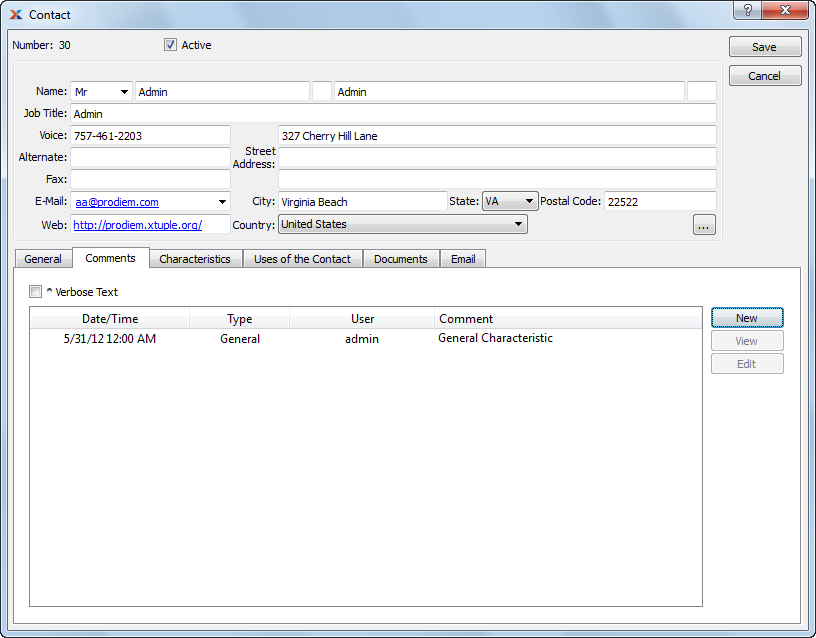 Contact
Number: 30 Active Save
Cancel
Name: Mr Admin Admin
Job Title: Admin
Voice: 757-461-2203 327 Cherry Hill Lane
Alternate: Street Address:
Fax:
E-Mail: aa@prodiem.com City: Virginia Beach State: VA Postal Code: 22522
Web: http://prodiem.xtuple.org/ Country: United States ...
General Comments Characteristics Uses of the Contact Documents Email
^ Verbose Text
Date/Time Type User Comment New
5/31/12 12:00 AM General admin General Characteristic View
Edit